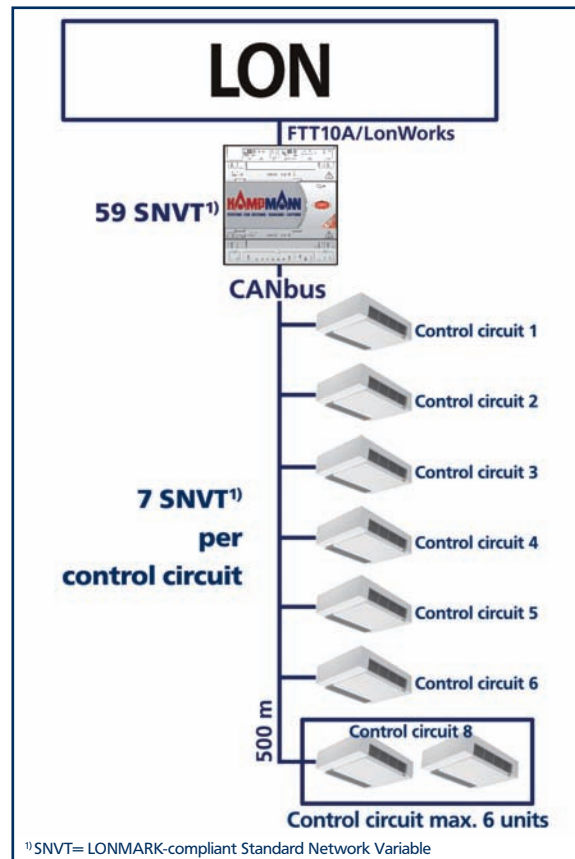 LON
FTT10A/LonWorks
59 SNVT¹⁾
KAMPMANN
CANbus
Control circuit 1
Control circuit 2
Control circuit 3
7 SNVT¹⁾
per
control circuit
Control circuit 4
Control circuit 5
Control circuit 6
500 m
Control circuit 8
Control circuit max. 6 units
¹⁾ SNVT= LONMARK-compliant Standard Network Variable